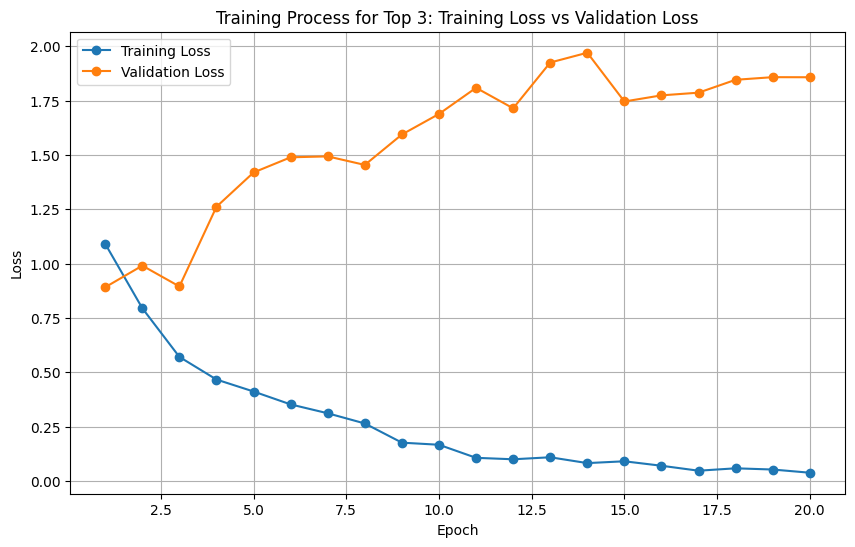 Training Process for Top 3: Training Loss vs Validation Loss
Training Loss
Validation Loss
2.00
1.75
1.50
1.25
1.00
0.75
0.50
0.25
0.00
Loss
2.5 5.0 7.5 10.0 12.5 15.0 17.5 20.0
Epoch